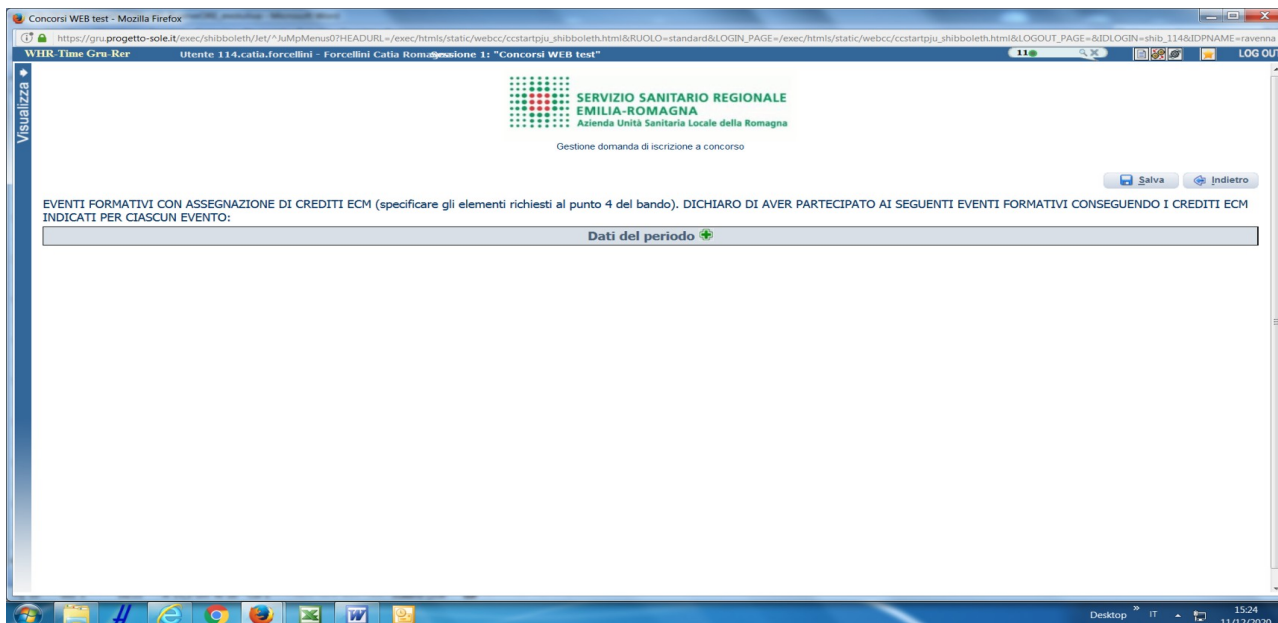 Concorsi WEB test - Mozilla Firefox
https://gru.progetto-sole.it/exec/shibboleth/Jet/^JuMpMenus0?HEADURL=/exec/htmls/static/webcc/ccstartpju_shibboleth.html&RUOLO=standard&LOGIN_PAGE=/exec/htmls/static/webcc/ccstartpju_shibboleth.html&LOGOUT_PAGE=&IDLOGIN=shib_114&IDPNAME=ravenna
WHR-Time Gru-Rer Utente 114.catia.forcellini - Forcellini Catia Sessione 1: "Concorsi WEB test" 11 LOG OUT
Visualizza
SERVIZIO SANITARIO REGIONALE
EMILIA-ROMAGNA
Azienda Unità Sanitaria Locale della Romagna
Gestione domanda di iscrizione a concorso
Salva Indietro
EVENTI FORMATIVI CON ASSEGNAZIONE DI CREDITI ECM (specificare gli elementi richiesti al punto 4 del bando). DICHIARO DI AVER PARTECIPATO AI SEGUENTI EVENTI FORMATIVI CONSEGUENDO I CREDITI ECM
INDICATI PER CIASCUN EVENTO:
Dati del periodo
Desktop » IT 15:24
11/12/2020